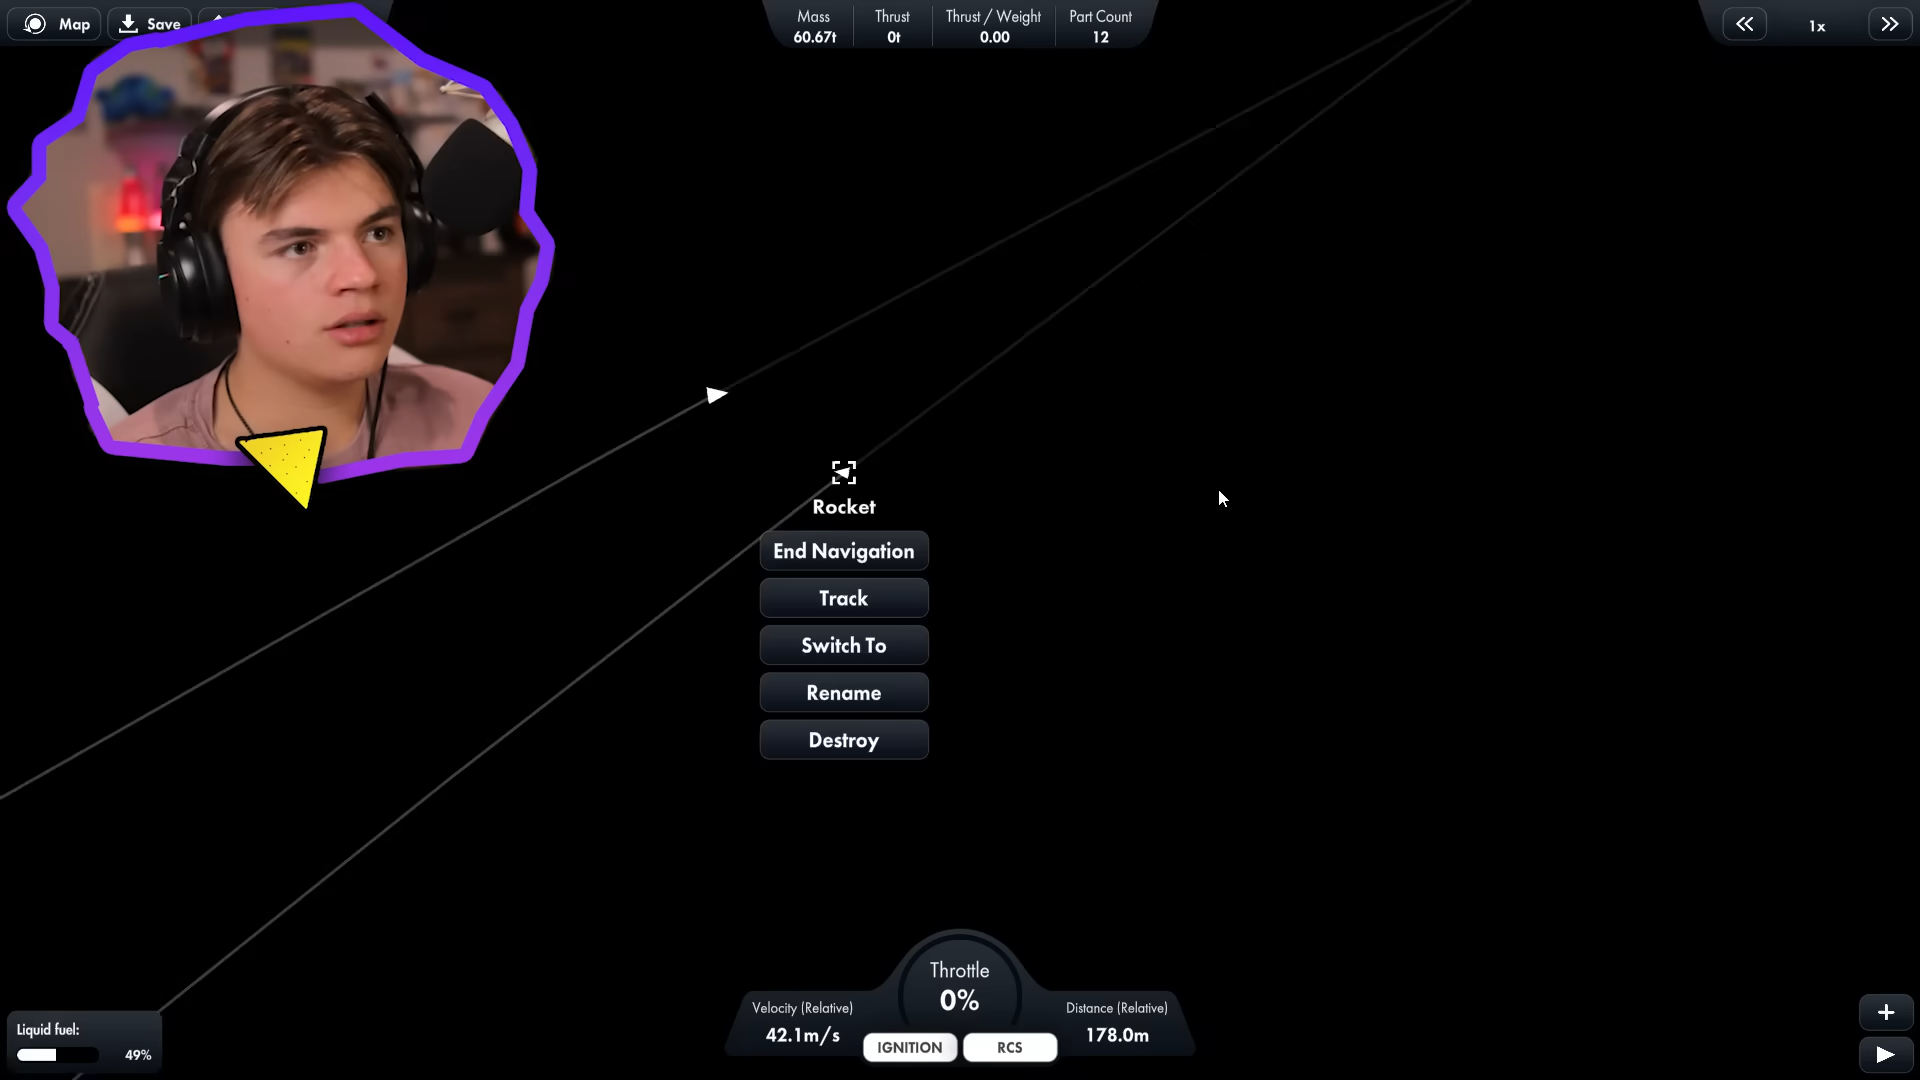 Map
Save
Mass
60.67t
Thrust
0t
Thrust / Weight
0.00
Part Count
12
1x
Rocket
End Navigation
Track
Switch To
Rename
Destroy
Throttle
0%
Velocity (Relative)
42.1m/s
Distance (Relative)
178.0m
IGNITION
RCS
Liquid fuel:
49%